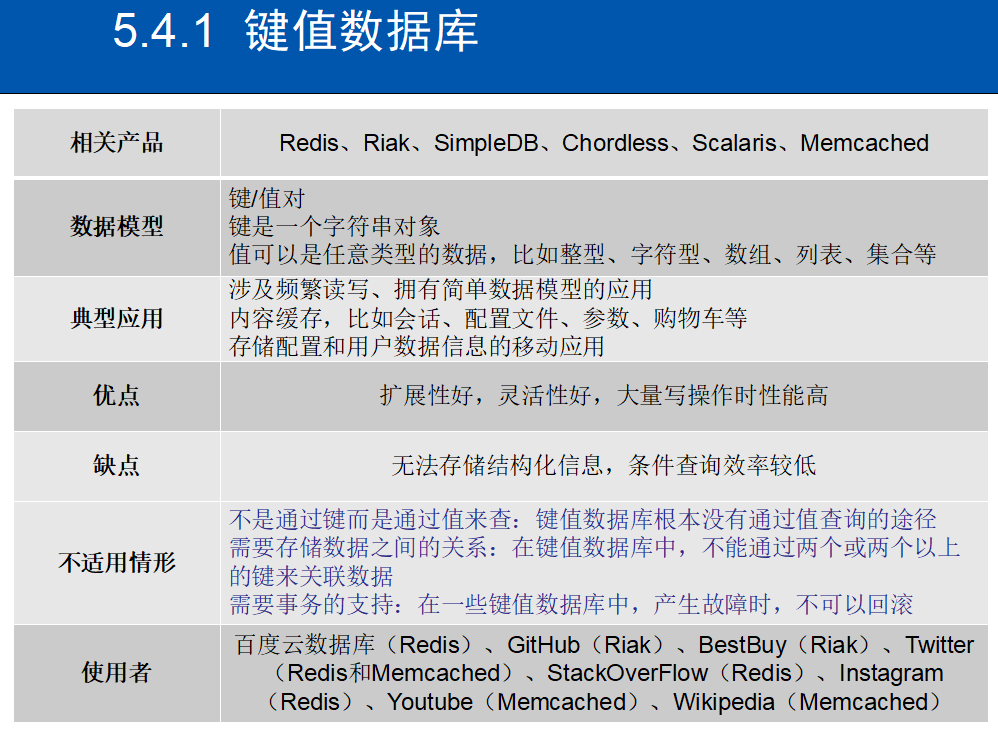 5.4.1 键值数据库
相关产品
Redis、Riak、SimpleDB、Chordless、Scalaris、Memcached
数据模型
键/值对
键是一个字符串对象
值可以是任意类型的数据，比如整型、字符型、数组、列表、集合等
典型应用
涉及频繁读写、拥有简单数据模型的应用
内容缓存，比如会话、配置文件、参数、购物车等
存储配置和用户数据信息的移动应用
优点
扩展性好，灵活性好，大量写操作时性能高
缺点
无法存储结构化信息，条件查询效率较低
不适用情形
不是通过键而是通过值来查：键值数据库根本没有通过值查询的途径
需要存储数据之间的关系：在键值数据库中，不能通过两个或两个以上
的键来关联数据
需要事务的支持：在一些键值数据库中，产生故障时，不可以回滚
使用者
百度云数据库（Redis）、GitHub（Riak）、BestBuy（Riak）、Twitter
（Redis和Memcached）、StackOverFlow（Redis）、Instagram
（Redis）、Youtube（Memcached）、Wikipedia（Memcached）